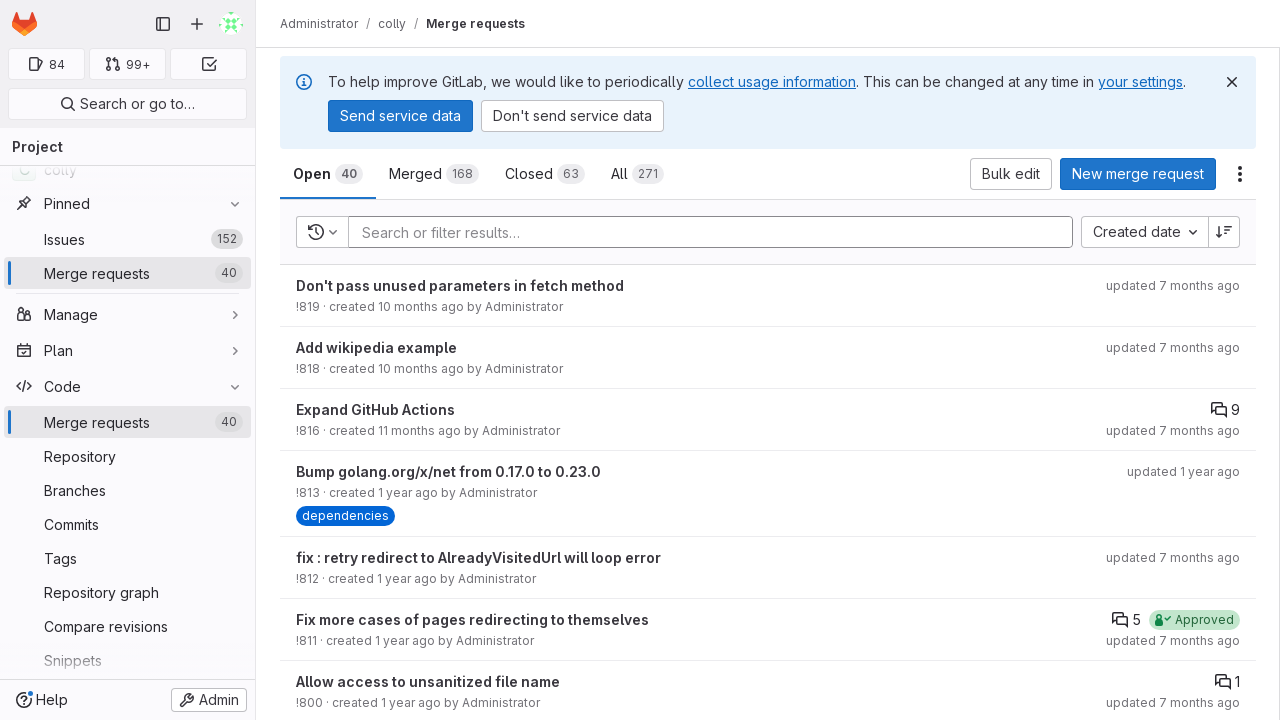 Administrator / colly / Merge requests
84
99+
Search or go to…
Project
colly
Pinned
Issues 152
Merge requests 40
Manage
Plan
Code
Merge requests 40
Repository
Branches
Commits
Tags
Repository graph
Compare revisions
Snippets
Help
Admin
To help improve GitLab, we would like to periodically collect usage information. This can be changed at any time in your settings.
Send service data
Don't send service data
Open 40
Merged 168
Closed 63
All 271
Bulk edit
New merge request
Search or filter results…
Created date
Don't pass unused parameters in fetch method
!819 · created 10 months ago by Administrator
updated 7 months ago
Add wikipedia example
!818 · created 10 months ago by Administrator
updated 7 months ago
Expand GitHub Actions
9
!816 · created 11 months ago by Administrator
updated 7 months ago
Bump golang.org/x/net from 0.17.0 to 0.23.0
updated 1 year ago
!813 · created 1 year ago by Administrator
dependencies
fix : retry redirect to AlreadyVisitedUrl will loop error
updated 7 months ago
!812 · created 1 year ago by Administrator
Fix more cases of pages redirecting to themselves
5
Approved
!811 · created 1 year ago by Administrator
updated 7 months ago
Allow access to unsanitized file name
1
!800 · created 1 year ago by Administrator
updated 7 months ago